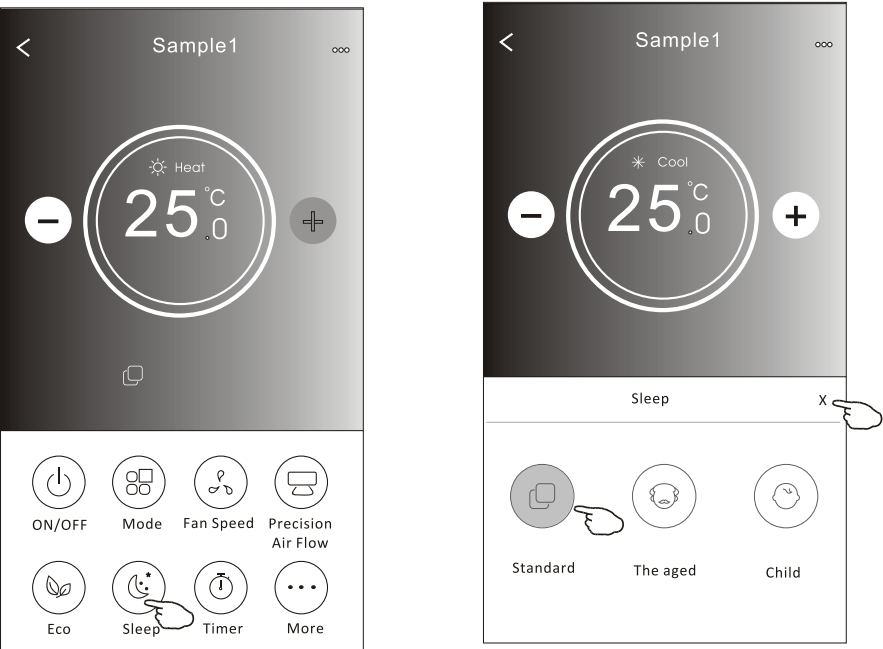 Sample1
Heat
25.0 °C
ON/OFF
Mode
Fan Speed
Precision
Air Flow
Eco
Sleep
Timer
More
Sample1
Cool
25.0 °C
Sleep
X
Standard
The aged
Child